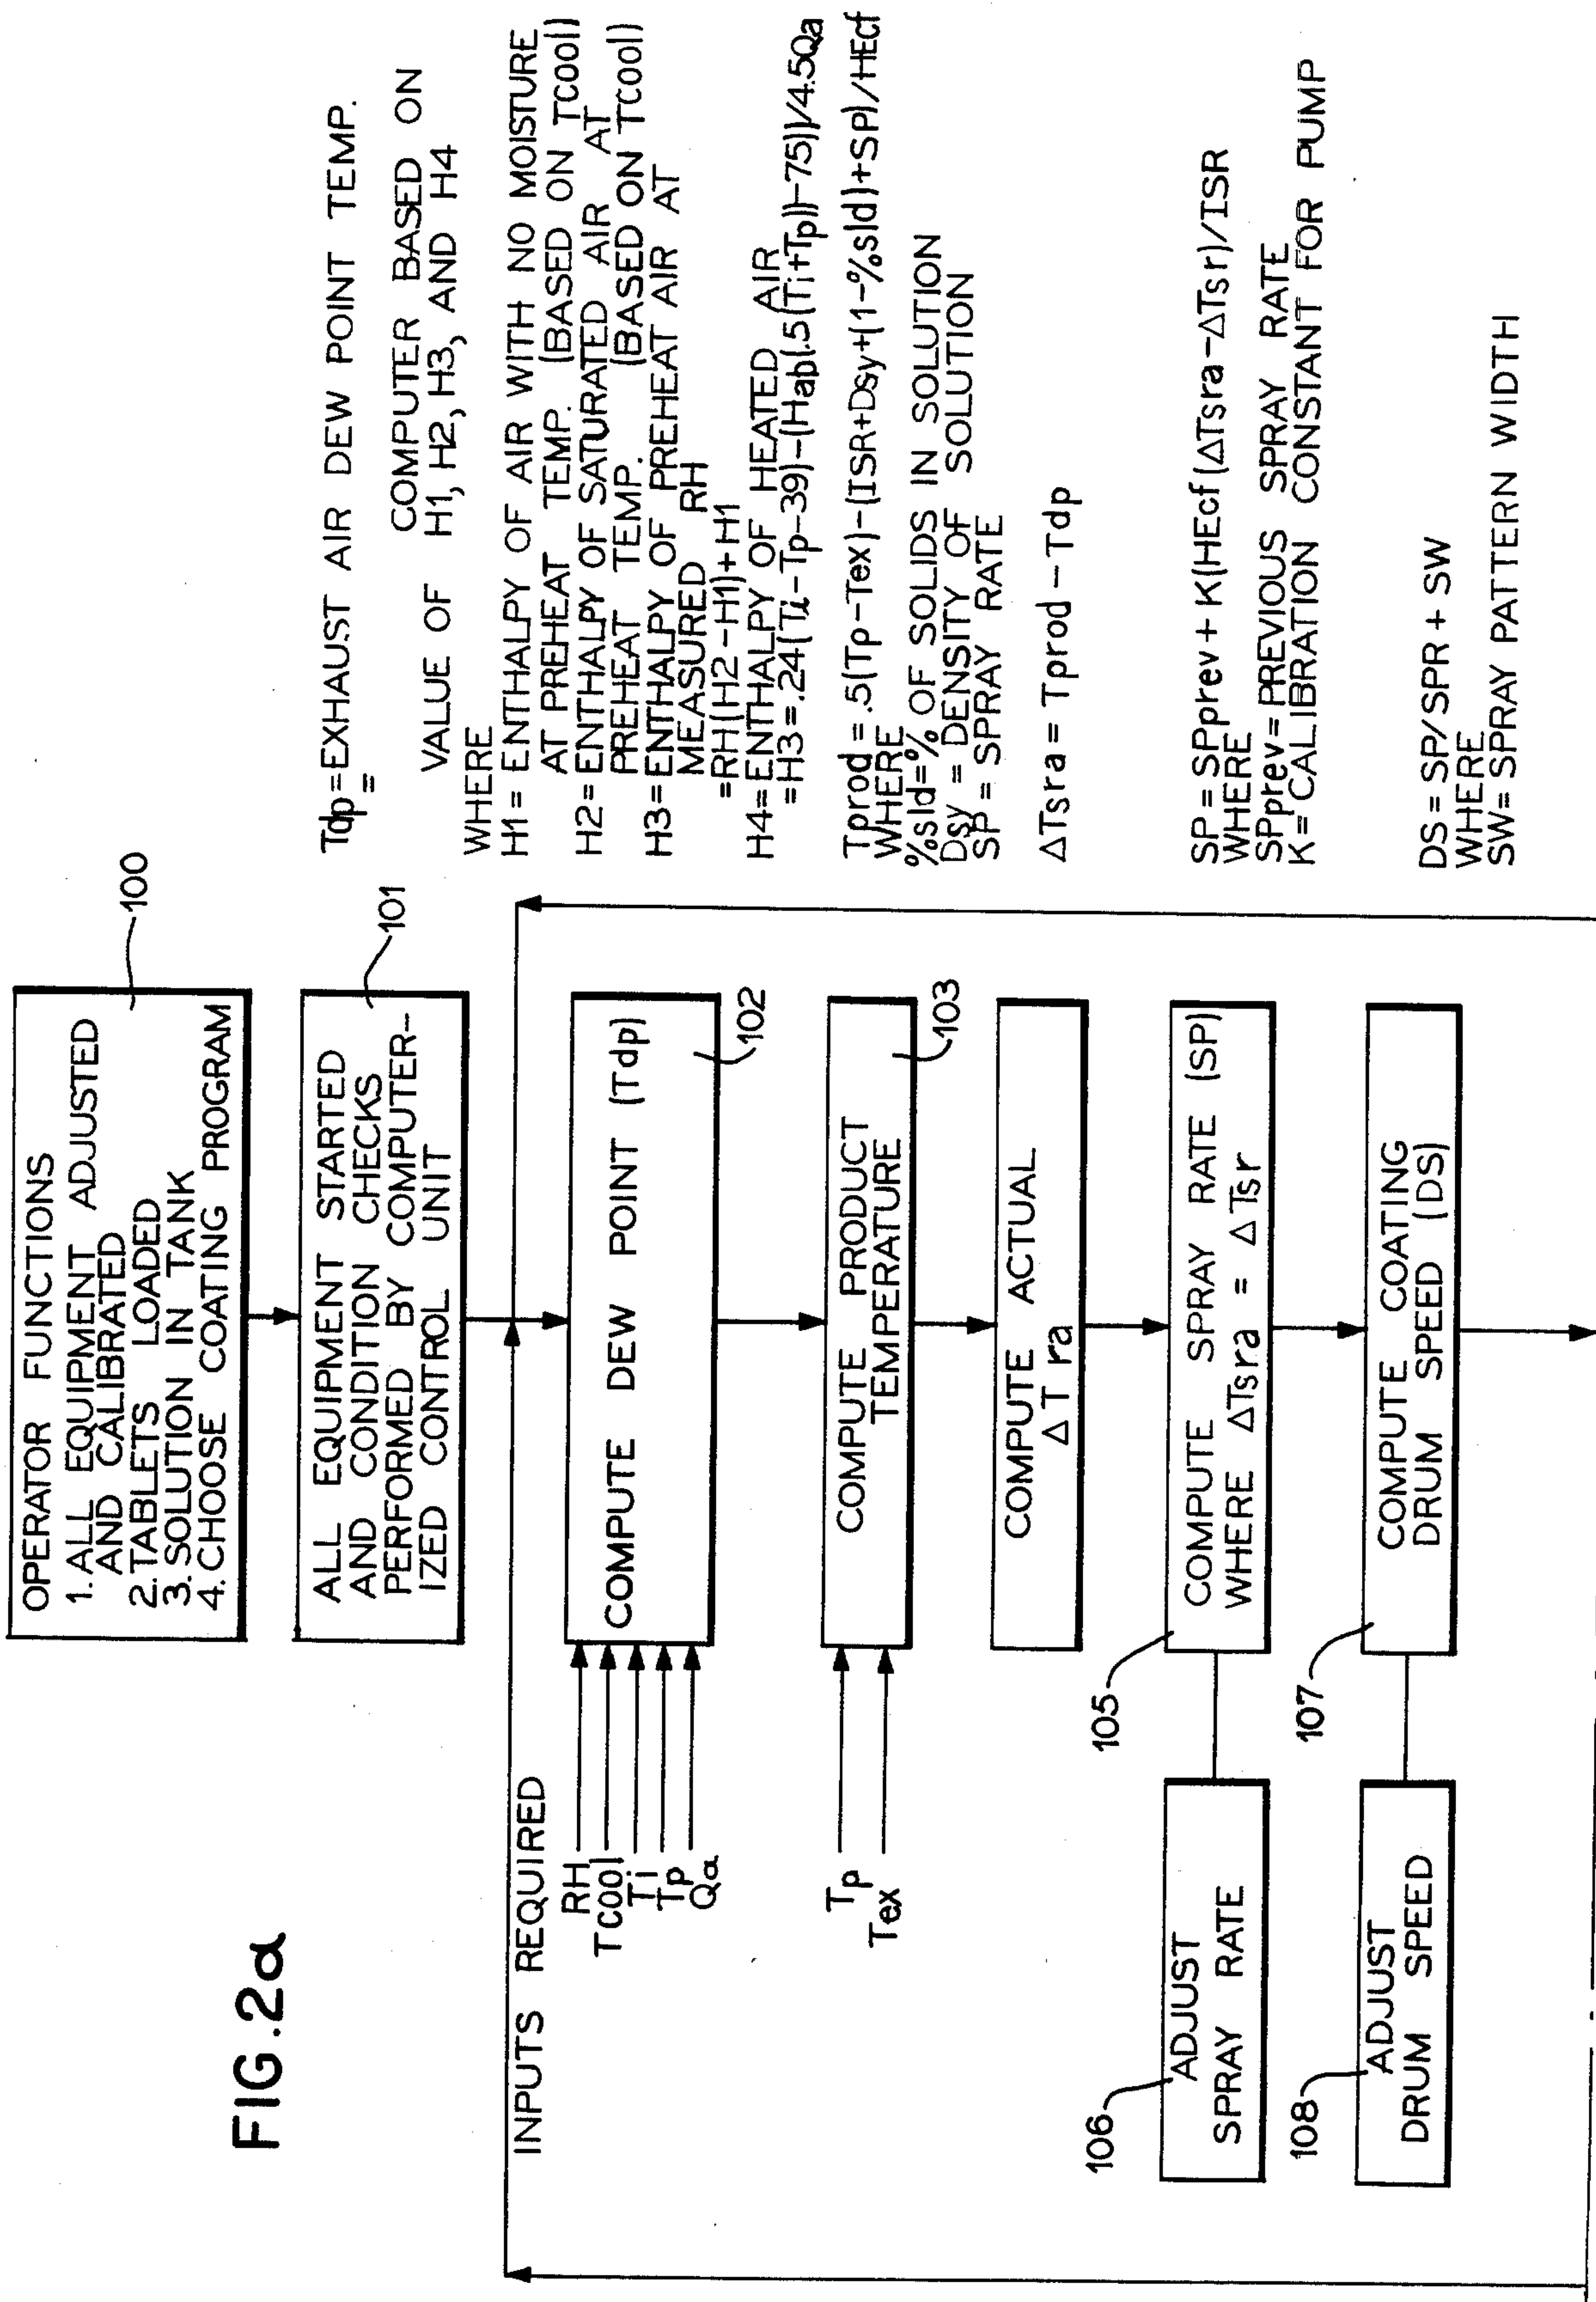 FIG.2a
OPERATOR FUNCTIONS
1. ALL EQUIPMENT ADJUSTED
AND CALIBRATED
2. TABLETS LOADED
3. SOLUTION IN TANK
4. CHOOSE COATING PROGRAM
100
ALL EQUIPMENT STARTED
AND CONDITION CHECKS
PERFORMED BY COMPUTER-
IZED CONTROL UNIT
101
INPUTS REQUIRED
RH
Tcool
Ti
Tp
Qa
COMPUTE DEW POINT (Tdp)
102
Tp
Tex
COMPUTE PRODUCT
TEMPERATURE
103
COMPUTE ACTUAL
Δ T ra
105
COMPUTE SPRAY RATE (SP)
WHERE ΔTsra = Δ Tsr
106
ADJUST
SPRAY RATE
107
COMPUTE COATING
DRUM SPEED (DS)
108
ADJUST
DRUM SPEED
Tdp=EXHAUST AIR DEW POINT TEMP.
=
COMPUTER BASED ON
VALUE OF H1, H2, H3, AND H4
WHERE
H1= ENTHALPY OF AIR WITH NO MOISTURE
AT PREHEAT TEMP. (BASED ON Tcool)
H2=ENTHALPY OF SATURATED AIR AT
PREHEAT TEMP. (BASED ON Tcool)
H3=ENTHALPY OF PREHEAT AIR AT
MEASURED RH
=RH(H2-H1)+H1
H4=ENTHALPY OF HEATED AIR
=H3=.24(Ti-Tp-39)-(Hab(.5(Ti+Tp))-75))/4.5Qa
Tprod=.5(Tp-Tex)-(ISR+Dsy+(1-%sld)+SP)/HEcf
WHERE
%sld=% OF SOLIDS IN SOLUTION
Dsy = DENSITY OF SOLUTION
SP = SPRAY RATE
ΔTsra= Tprod-Tdp
SP = SPprev + K(HEcf(ΔTsra-ΔTsr)/ISR
WHERE
SPprev=PREVIOUS SPRAY RATE
K=CALIBRATION CONSTANT FOR PUMP
DS = SP/SPR + SW
WHERE
SW=SPRAY PATTERN WIDTH